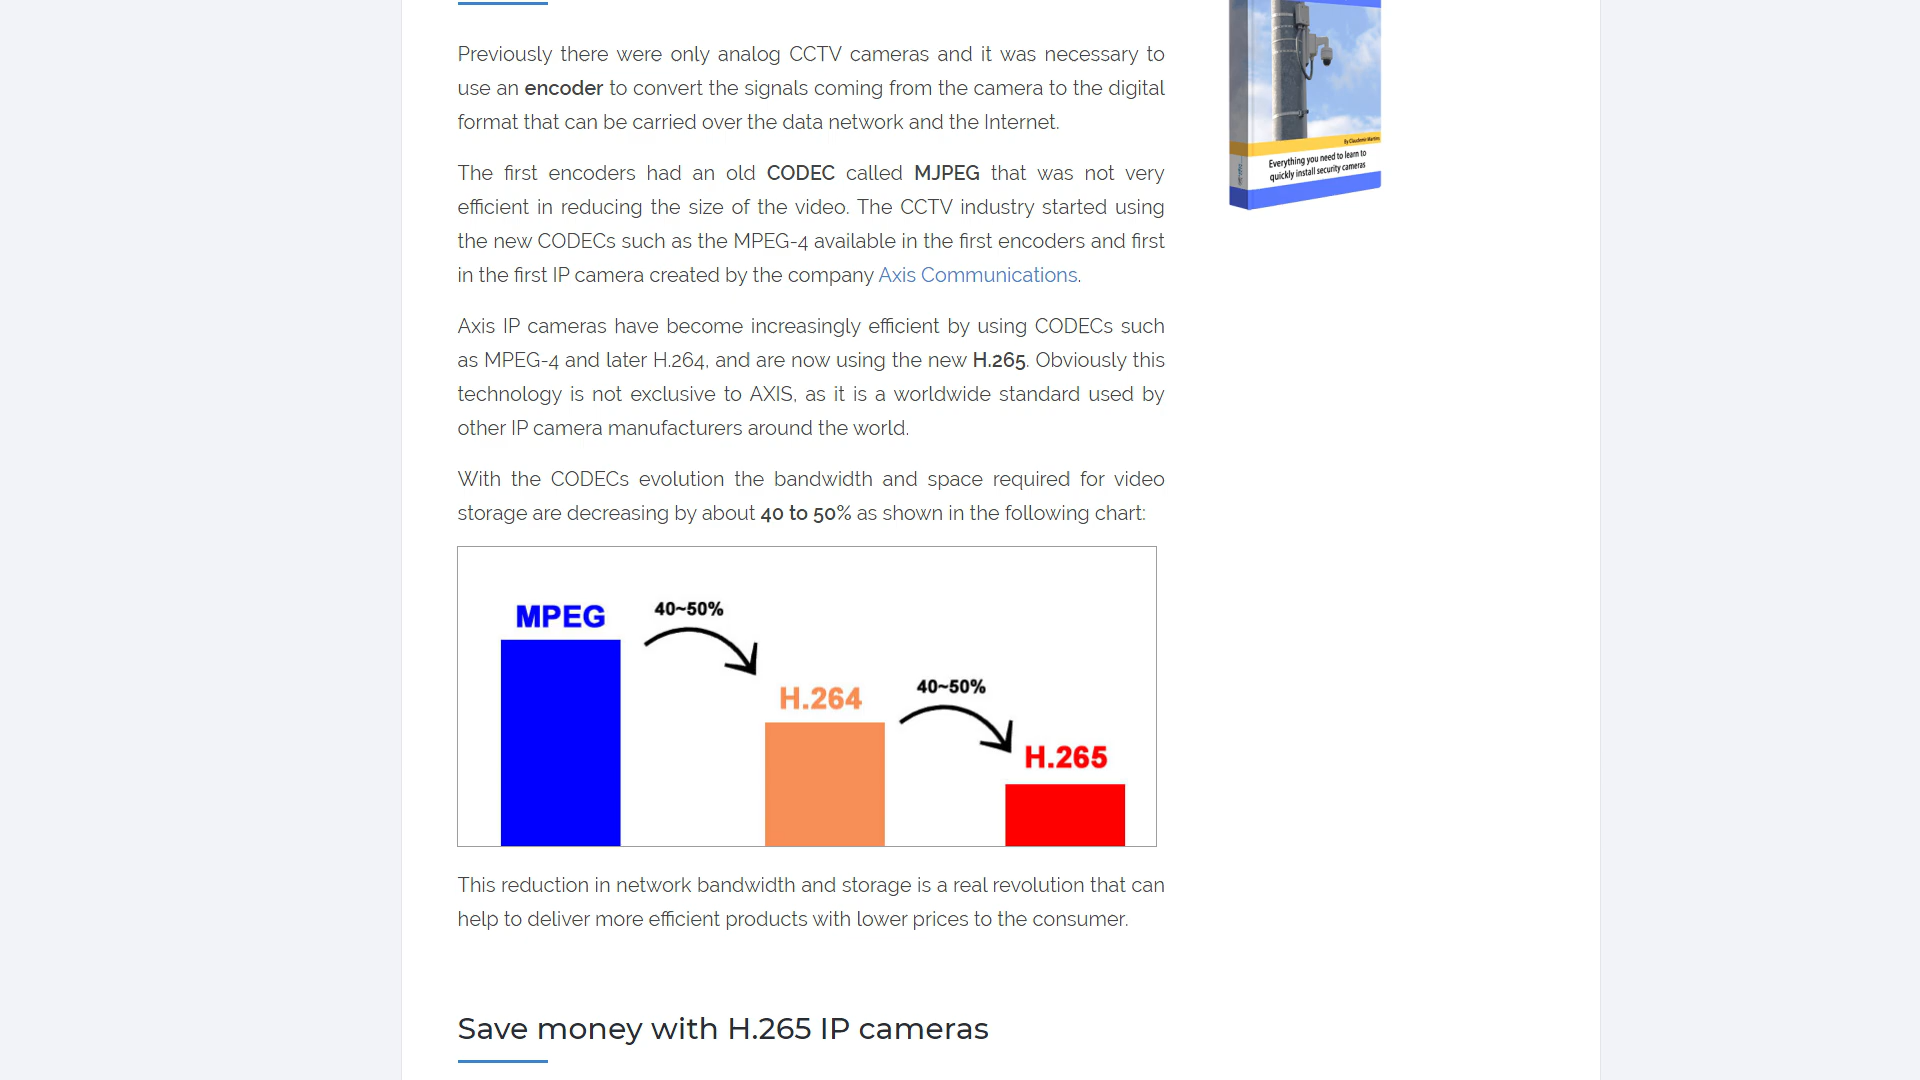 Previously there were only analog CCTV cameras and it was necessary to
use an encoder to convert the signals coming from the camera to the digital
format that can be carried over the data network and the Internet.
The first encoders had an old CODEC called MJPEG that was not very
efficient in reducing the size of the video. The CCTV industry started using
the new CODECs such as the MPEG-4 available in the first encoders and first
in the first IP camera created by the company Axis Communications.
Axis IP cameras have become increasingly efficient by using CODECs such
as MPEG-4 and later H.264, and are now using the new H.265. Obviously this
technology is not exclusive to AXIS, as it is a worldwide standard used by
other IP camera manufacturers around the world.
With the CODECs evolution the bandwidth and space required for video
storage are decreasing by about 40 to 50% as shown in the following chart:
MPEG
40~50%
H.264
40~50%
H.265
This reduction in network bandwidth and storage is a real revolution that can
help to deliver more efficient products with lower prices to the consumer.
Save money with H.265 IP cameras
By Claudemir Martins
Everything you need to learn to
quickly install security cameras